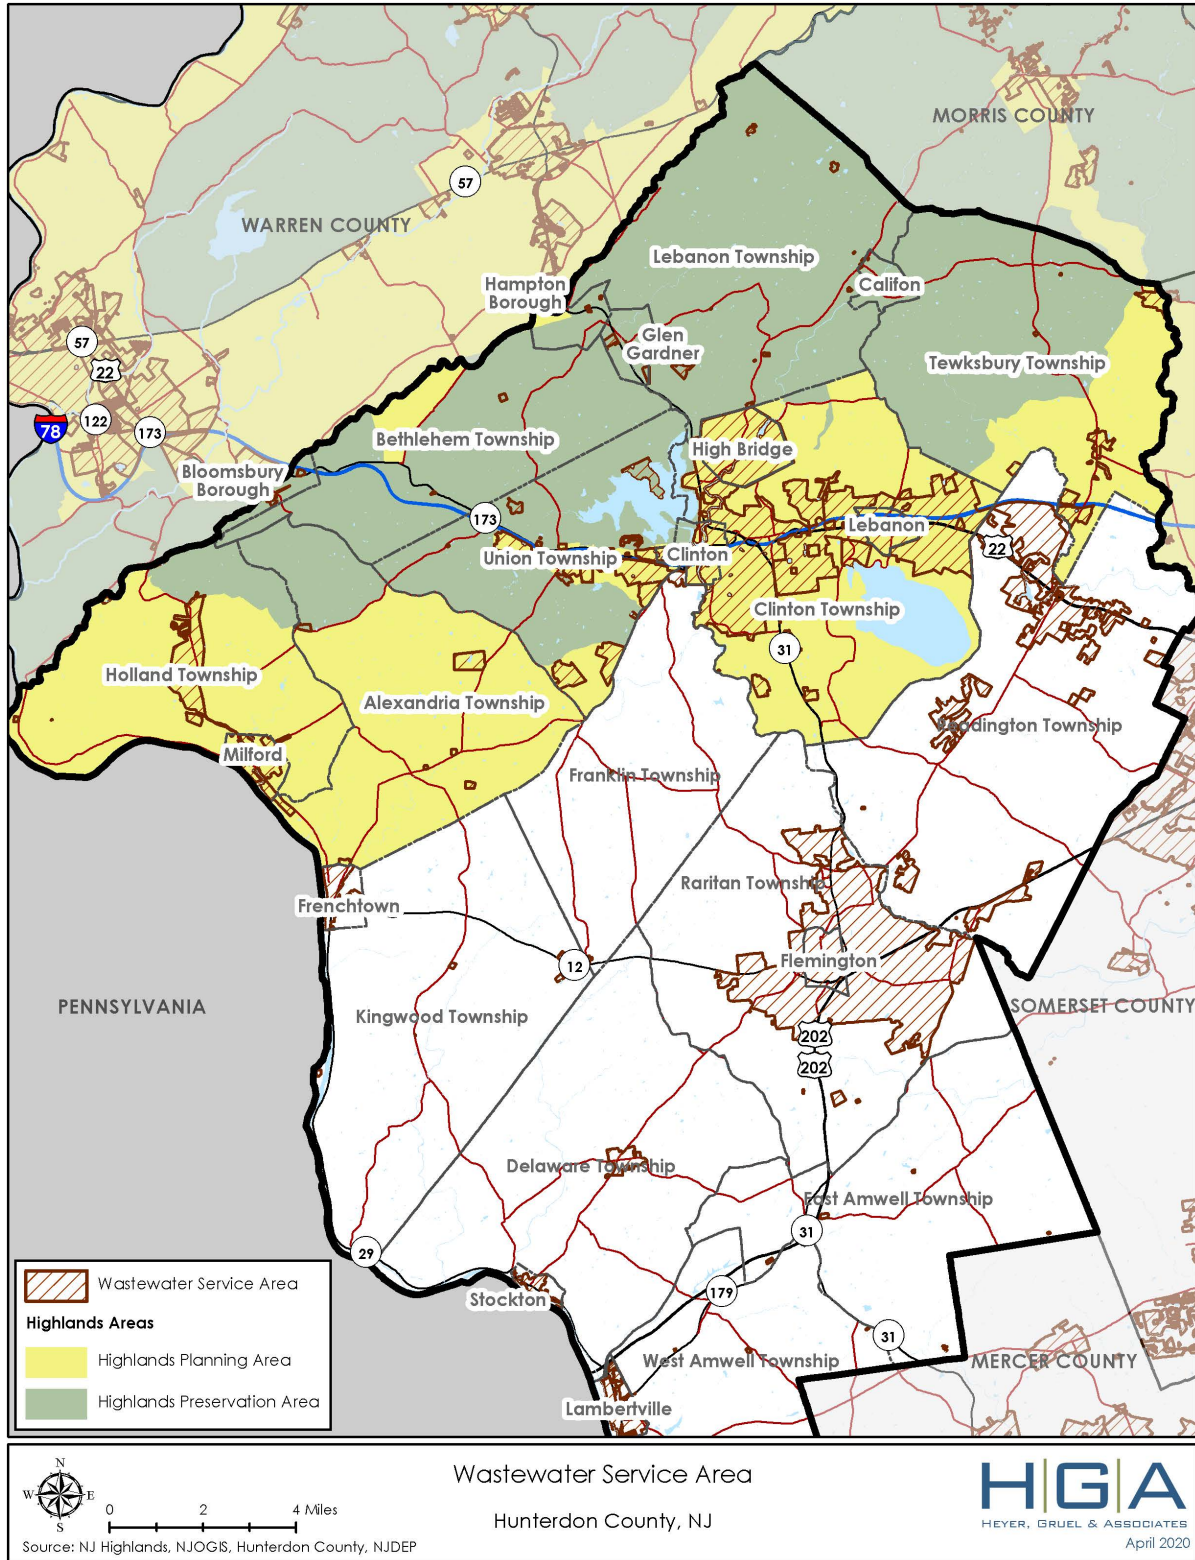 MORRIS COUNTY
57
WARREN COUNTY
Lebanon Township
Hampton
Borough
Califon
Glen
Gardner
57
22
Tewksbury Township
122
173
78
Bethlehem Township
High Bridge
Bloomsbury
Borough
173
Lebanon
22
Union Township
Clinton
Clinton Township
31
Holland Township
Alexandria Township
Readington Township
Milford
Franklin Township
Raritan Township
Frenchtown
Flemington
12
PENNSYLVANIA
Kingwood Township
SOMERSET COUNTY
202
202
Delaware Township
East Amwell Township
31
29
179
Stockton
31
West Amwell Township
MERCER COUNTY
Lambertville
Wastewater Service Area
Highlands Areas
Highlands Planning Area
Highlands Preservation Area
N
W E
S
0 2 4 Miles
Source: NJ Highlands, NJOGIS, Hunterdon County, NJDEP
Wastewater Service Area
Hunterdon County, NJ
H|G|A
HEYER, GRUEL & ASSOCIATES
April 2020